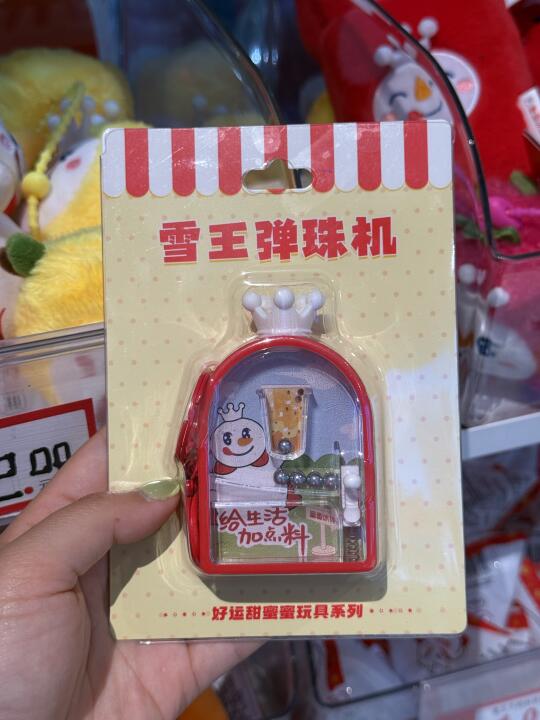 雪王弹珠机
给生活
加点料
好运甜蜜蜜玩具系列